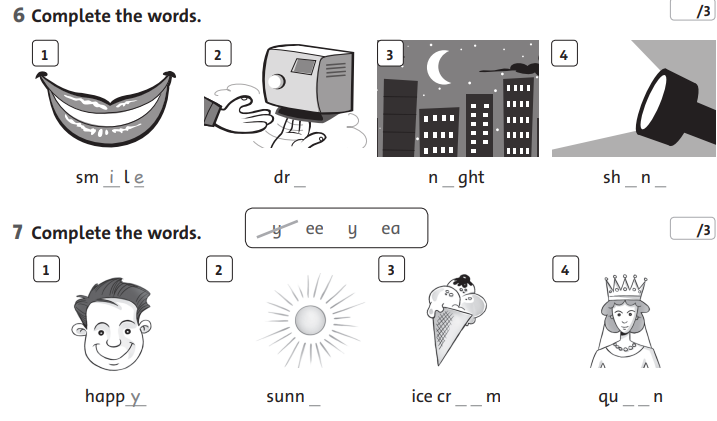 6 Complete the words.
/3
1 2 3 4
sm i l e dr _ n _ ght sh _ n _
7 Complete the words.
y ee y ea
/3
1 2 3 4
happ y sunn _ ice cr _ _ m qu _ _ n